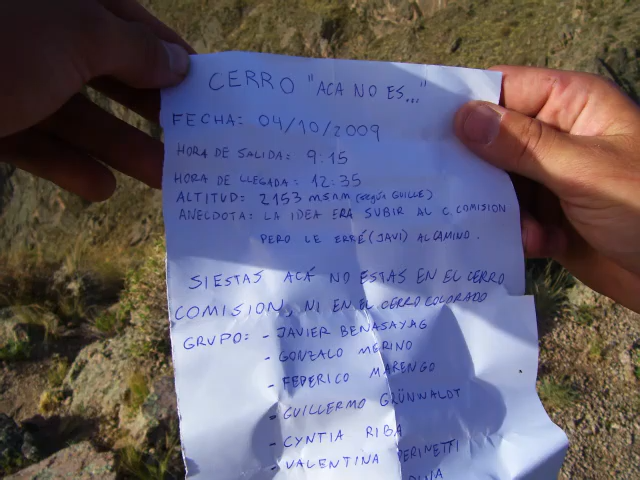 CERRO "ACA NO ES..."
FECHA: 04/10/2009
HORA DE SALIDA: 9:15
HORA DE LLEGADA: 12:35
ALTITUD: 2153 msnm (según GUILLE)
ANECDOTA: LA IDEA ERA SUBIR AL C. COMISION
PERO LE ERRÉ (JAVI) AL CAMINO.
SIESTAS ACÁ NO ESTAS EN EL CERRO
COMISION, NI EN EL CERRO COLORADO
GRUPO: - JAVIER BENASAYAG
- GONZALO MERINO
- FEDERICO MARENGO
- GUILLERMO GRÜNWALDT
- CYNTIA RIBA
- VALENTINA PERINETTI